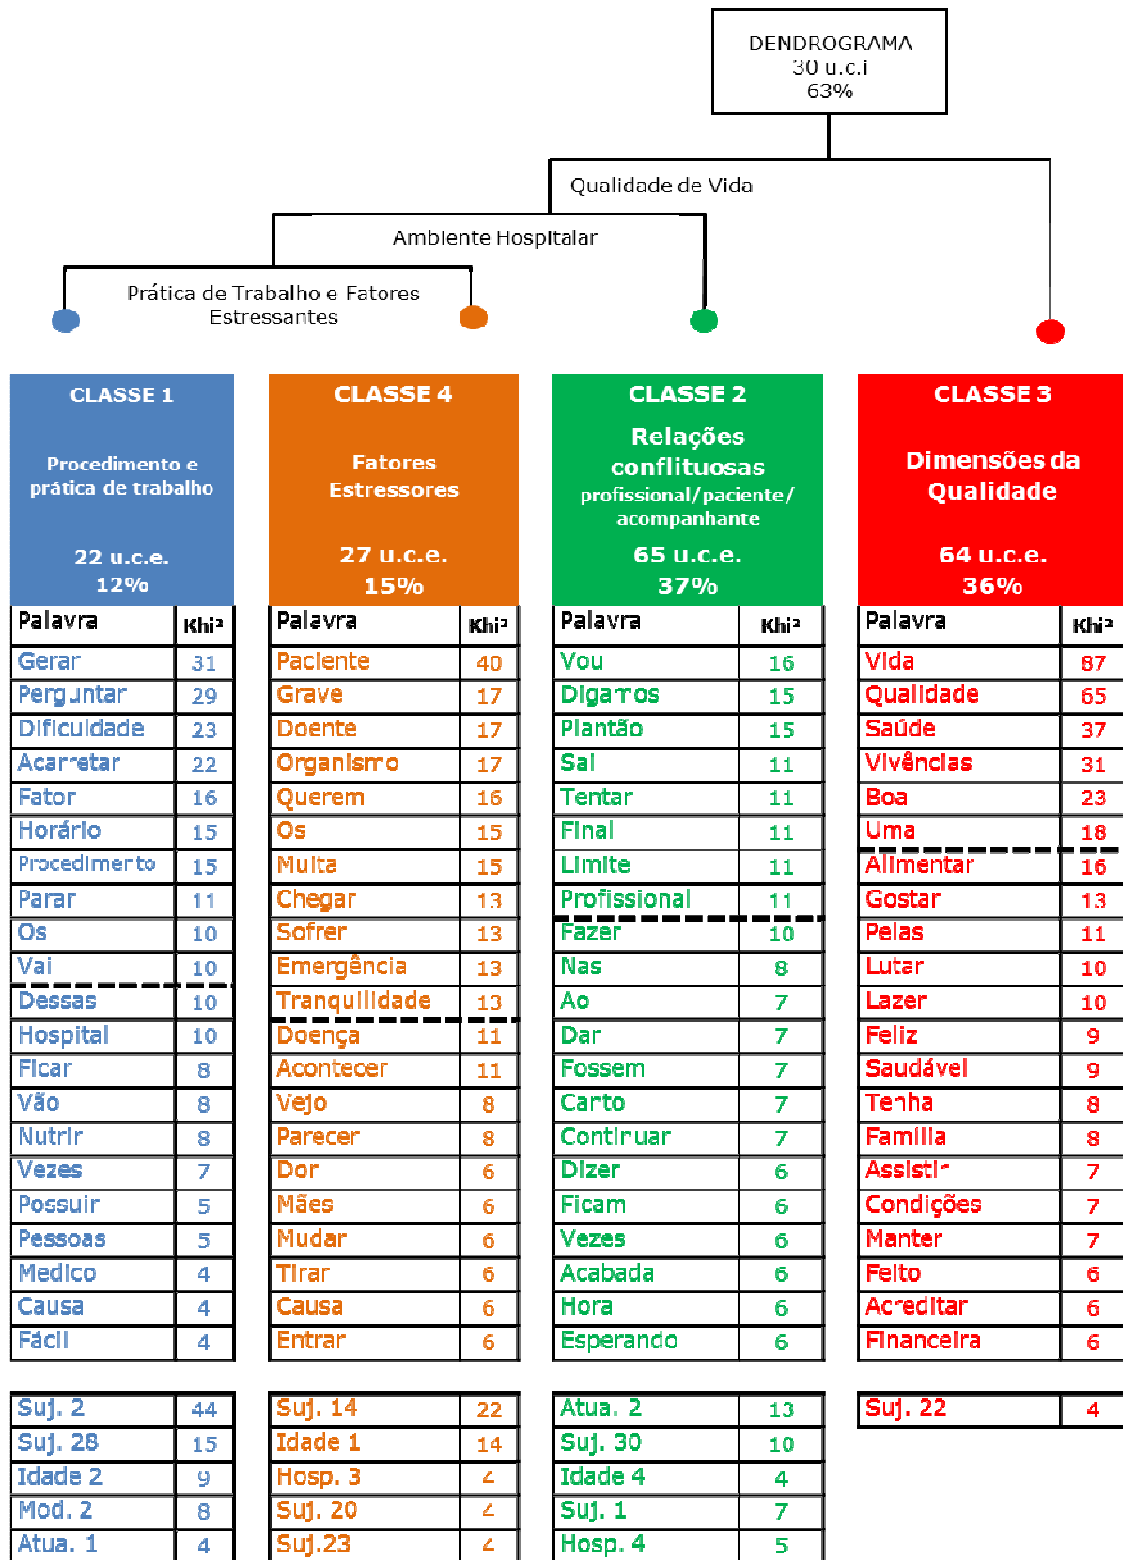 DENDROGRAMA
30 u.c.i
63%
Qualidade de Vida
Ambiente Hospitalar
Prática de Trabalho e Fatores
Estressantes
CLASSE 1
Procedimento e
prática de trabalho
22 u.c.e.
12%
Palavra Khi²
Gerar 31
Perguntar 29
Dificuldade 23
Acarretar 22
Fator 16
Horário 15
Procedimento 15
Parar 11
Os 10
Vai 10
Dessas 10
Hospital 10
Ficar 8
Vão 8
Nutrir 8
Vezes 7
Possuir 5
Pessoas 5
Medico 4
Causa 4
Fácil 4
Suj. 2 44
Suj. 28 15
Idade 2 9
Mod. 2 8
Atua. 1 4
CLASSE 4
Fatores
Estressores
27 u.c.e.
15%
Palavra Khi²
Paciente 40
Grave 17
Doente 17
Organismo 17
Querem 16
Os 15
Muita 15
Chegar 13
Sofrer 13
Emergência 13
Tranquilidade 13
Doença 11
Acontecer 11
Vejo 8
Parecer 8
Dor 6
Mães 6
Mudar 6
Tirar 6
Causa 6
Entrar 6
Suj. 14 22
Idade 1 14
Hosp. 3 4
Suj. 20 4
Suj.23 4
CLASSE 2
Relações
conflituosas
profissional/paciente/
acompanhante
65 u.c.e.
37%
Palavra Khi²
Vou 16
Digamos 15
Plantão 15
Sai 11
Tentar 11
Final 11
Limite 11
Profissional 11
Fazer 10
Nas 8
Ao 7
Dar 7
Fossem 7
Canto 7
Continuar 7
Dizer 6
Ficam 6
Vezes 6
Acabada 6
Hora 6
Esperando 6
Atua. 2 13
Suj. 30 10
Idade 4 4
Suj. 1 7
Hosp. 4 5
CLASSE 3
Dimensões da
Qualidade
64 u.c.e.
36%
Palavra Khi²
Vida 87
Qualidade 65
Saúde 37
Vivências 31
Boa 23
Uma 18
Alimentar 16
Gostar 13
Pelas 11
Lutar 10
Lazer 10
Feliz 9
Saudável 9
Tenha 8
Família 8
Assistir 7
Condições 7
Manter 7
Feito 6
Acreditar 6
Financeira 6
Suj. 22 4